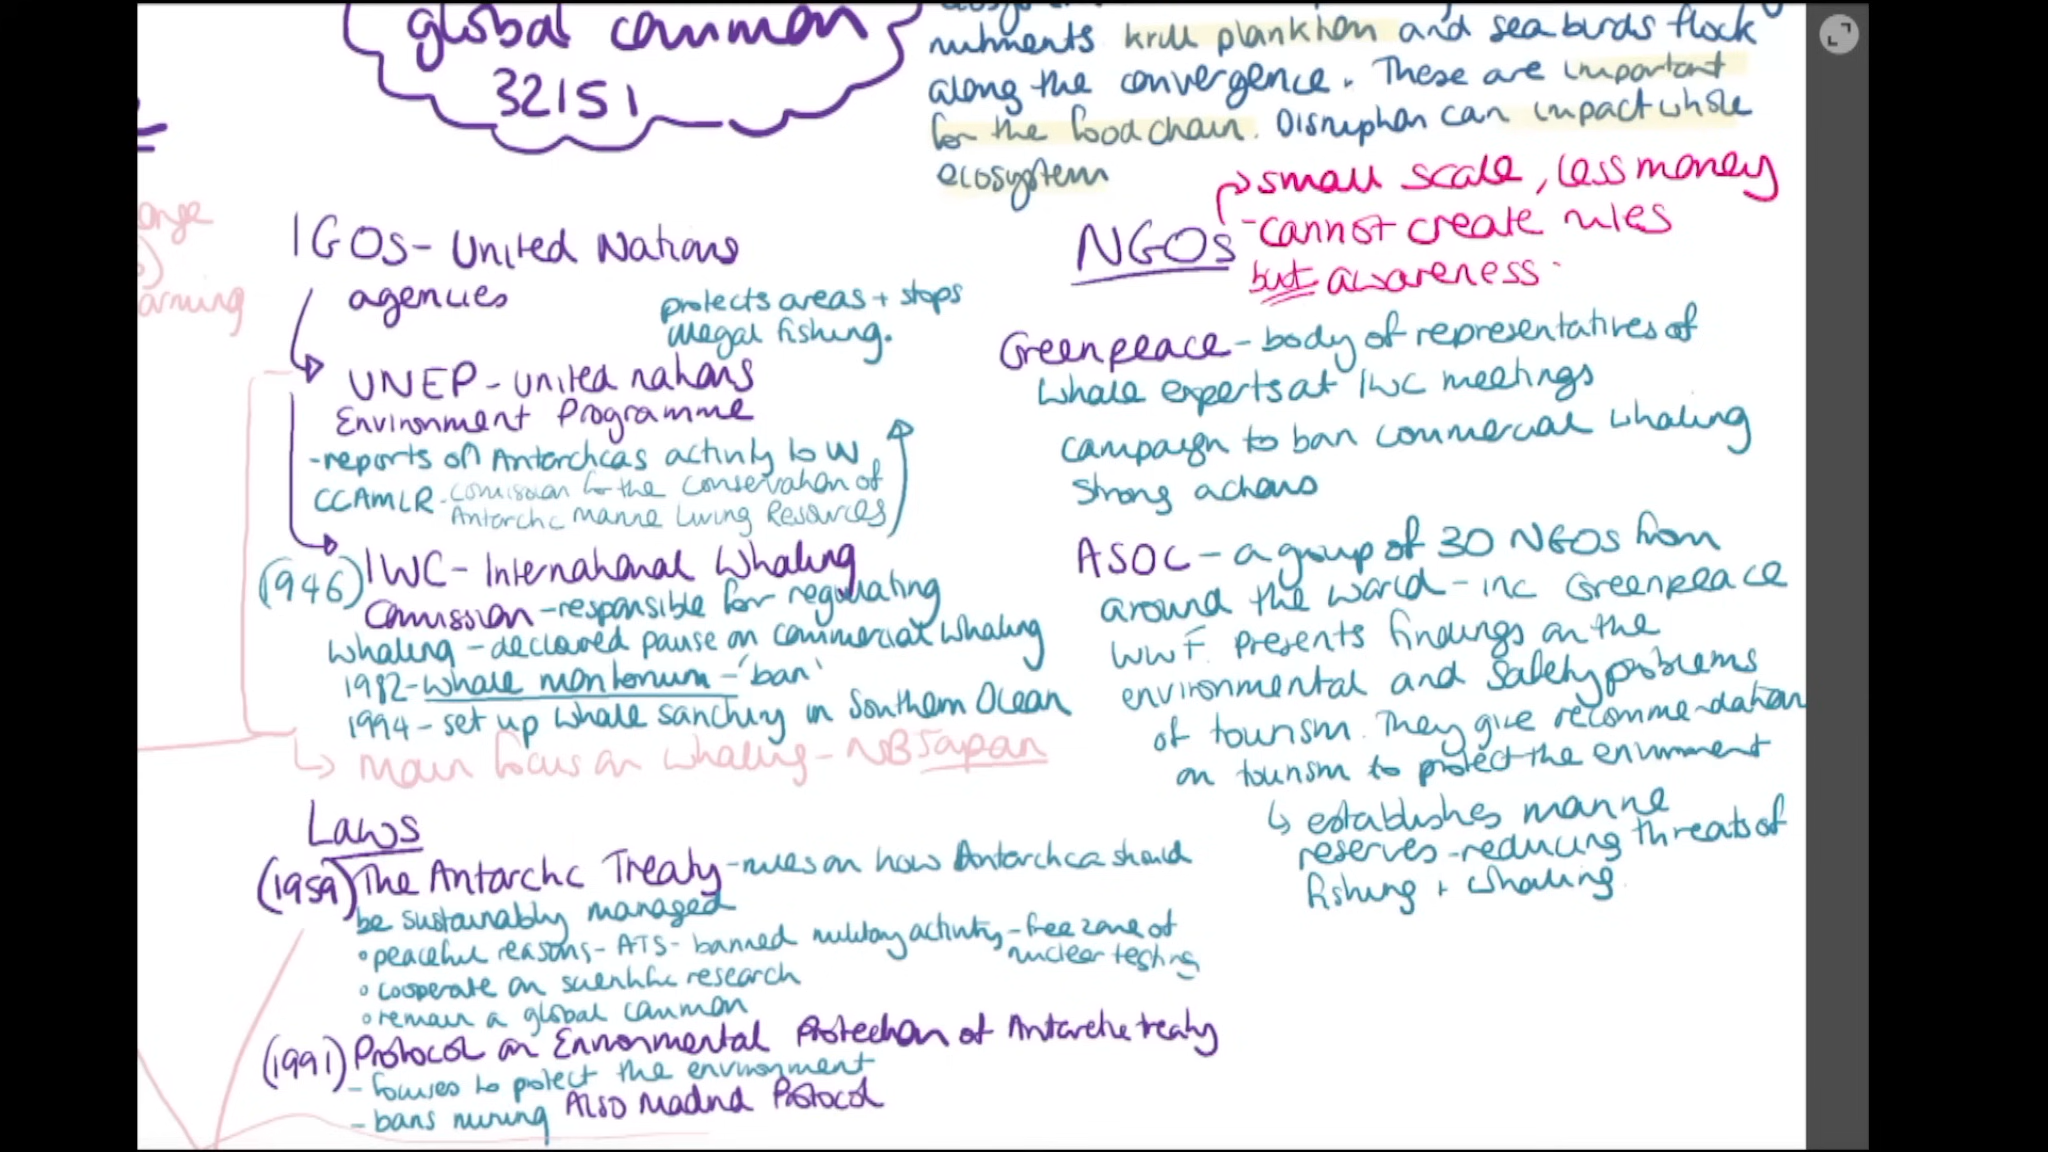 global common
32151
nutrients krill plankton and sea birds flock
along the convergence. These are important
for the food chain. Disruption can impact whole
ecosystem
small scale, less money
-cannot create rules
but awareness
NGOs
IGOs- United Nations
agencies
protects areas + stops
illegal fishing.
UNEP- United nations
Environment Programme
-reports on Antarcticas activity to UN
CCAMLR-comission for the conservation of
Antarctic Marine Living Resources
(1946) IWC- International Whaling
Comission-responsible for regulating
whaling-declared pause on commercial whaling
1982-whale moritorium-'ban'
1994-set up whale sanctury in Southern Ocean
main focus on whaling-NB Japan
Laws
(1959) The Antarctic Treaty-rules on how Antarctica should
be sustainably managed
•peaceful reasons-ATS-banned military activity-free zone of
nuclear testing
•cooperate on scientific research
•remain a global common
(1991) Protocol on Environmental Protection of Antarctic treaty
-focuses to protect the environment
-bans mining Also Madrid Protocol
Greenpeace-body of representatives of
whale experts at IWC meetings
campaign to ban commercial whaling
strong actions
ASOC-a group of 30 NGOs from
around the world-inc Greenpeace
WWF. Presents findings on the
environmental and safety problems
of tourism. They give recommendation
on tourism to protect the environment
establishes marine
reserves-reducing threats of
fishing + whaling.